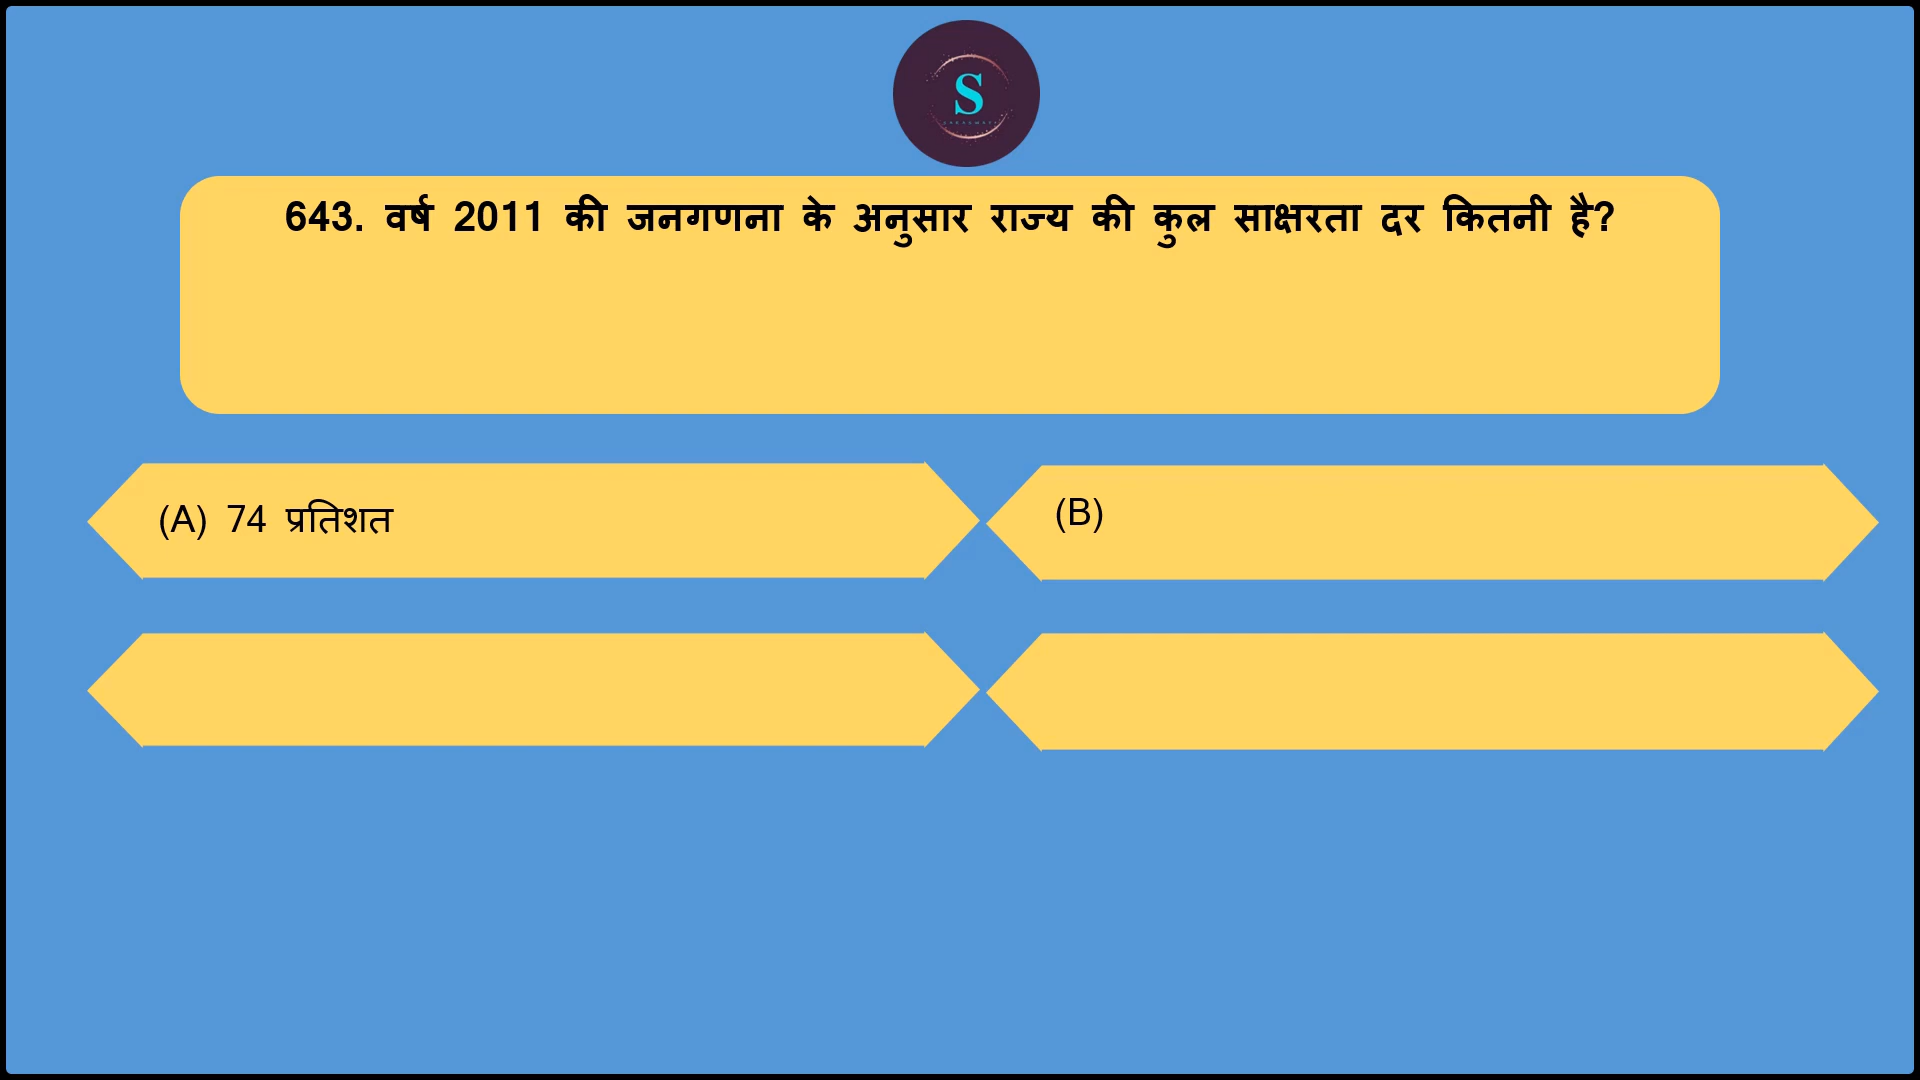 S
643. वर्ष 2011 की जनगणना के अनुसार राज्य की कुल साक्षरता दर कितनी है?
(A) 74 प्रतिशत
(B)